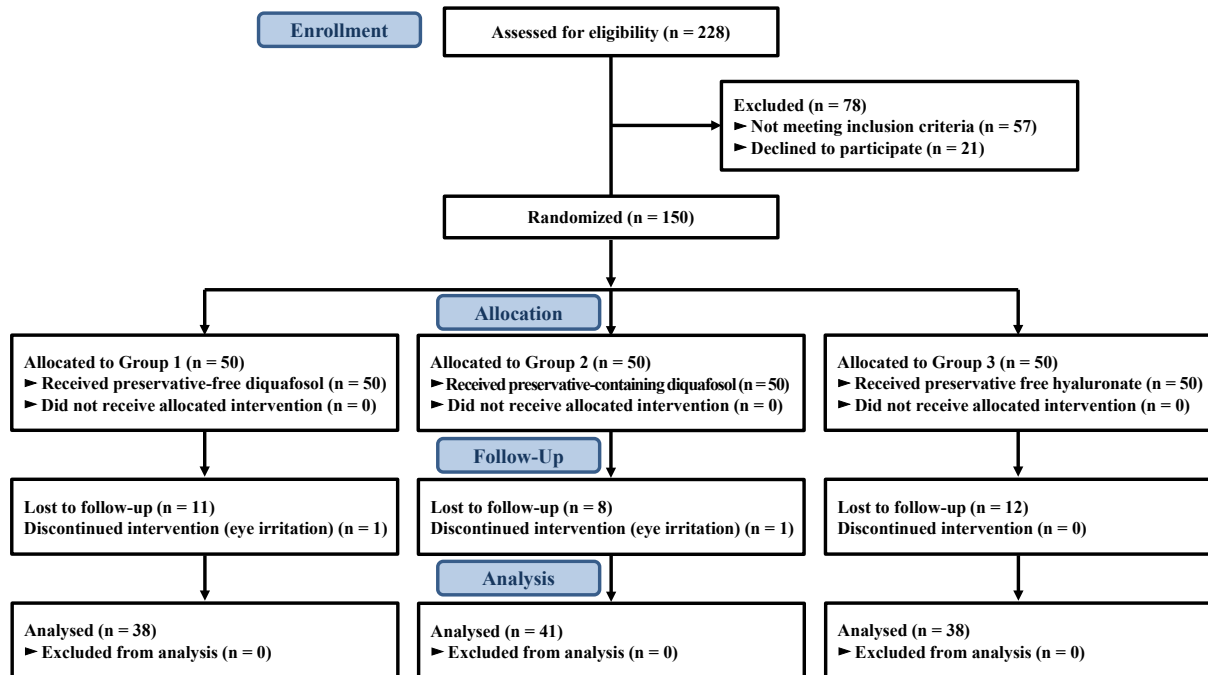 Enrollment
Assessed for eligibility (n = 228)
Excluded (n = 78)
► Not meeting inclusion criteria (n = 57)
► Declined to participate (n = 21)
Randomized (n = 150)
Allocation
Allocated to Group 1 (n = 50)
► Received preservative-free diquafosol (n = 50)
► Did not receive allocated intervention (n = 0)
Allocated to Group 2 (n = 50)
► Received preservative-containing diquafosol (n = 50)
► Did not receive allocated intervention (n = 0)
Allocated to Group 3 (n = 50)
► Received preservative free hyaluronate (n = 50)
► Did not receive allocated intervention (n = 0)
Follow-Up
Lost to follow-up (n = 11)
Discontinued intervention (eye irritation) (n = 1)
Lost to follow-up (n = 8)
Discontinued intervention (eye irritation) (n = 1)
Lost to follow-up (n = 12)
Discontinued intervention (n = 0)
Analysis
Analysed (n = 38)
► Excluded from analysis (n = 0)
Analysed (n = 41)
► Excluded from analysis (n = 0)
Analysed (n = 38)
► Excluded from analysis (n = 0)